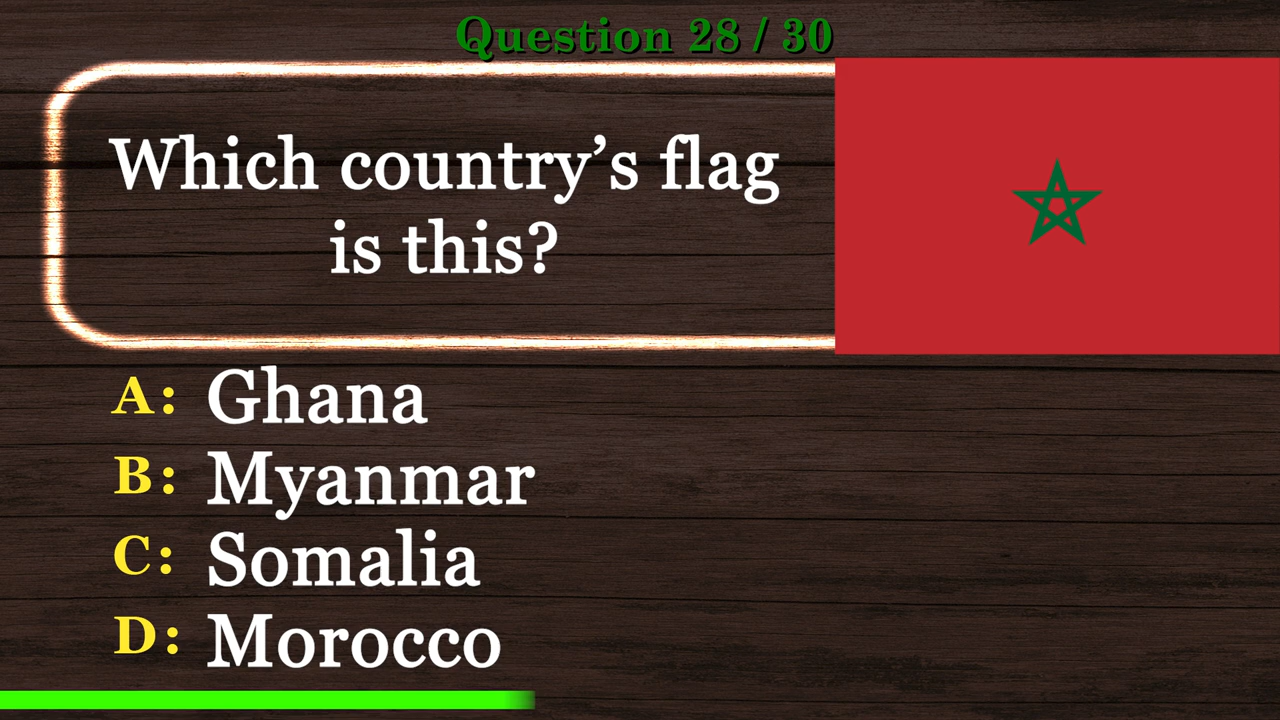 Question 28 / 30
Which country’s flag
is this?
A: Ghana
B: Myanmar
C: Somalia
D: Morocco